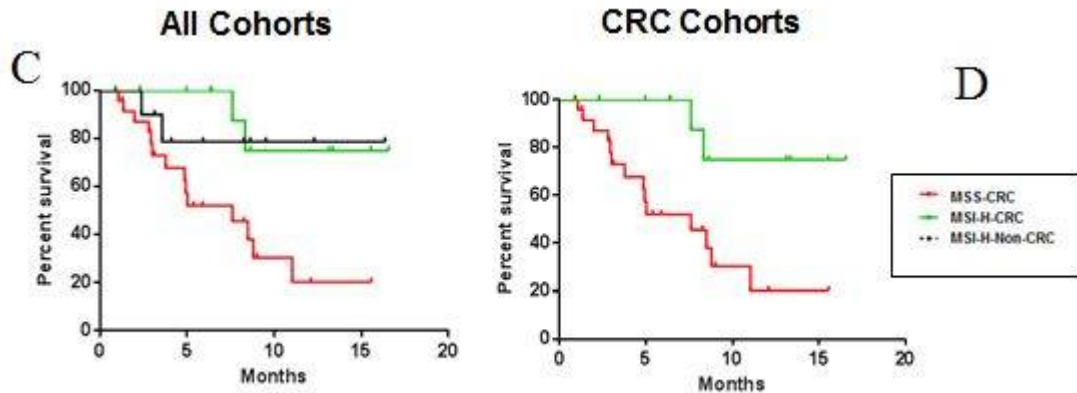 All Cohorts
CRC Cohorts
C
D
Percent survival
100
80
60
40
20
0
0 5 10 15 20
Months
Percent survival
100
80
60
40
20
0
0 5 10 15 20
Months
MSS-CRC
MSI-H-CRC
MSI-H-Non-CRC